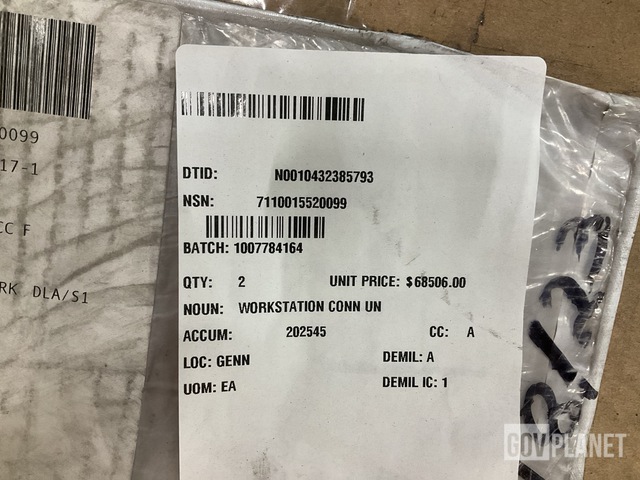 0099
17-1
CC F
RK DLA/S1
DTID: N0010432385793
NSN: 7110015520099
BATCH: 1007784164
QTY: 2 UNIT PRICE: $68506.00
NOUN: WORKSTATION CONN UN
ACCUM: 202545 CC: A
LOC: GENN DEMIL: A
UOM: EA DEMIL IC: 1
GOVPLANET